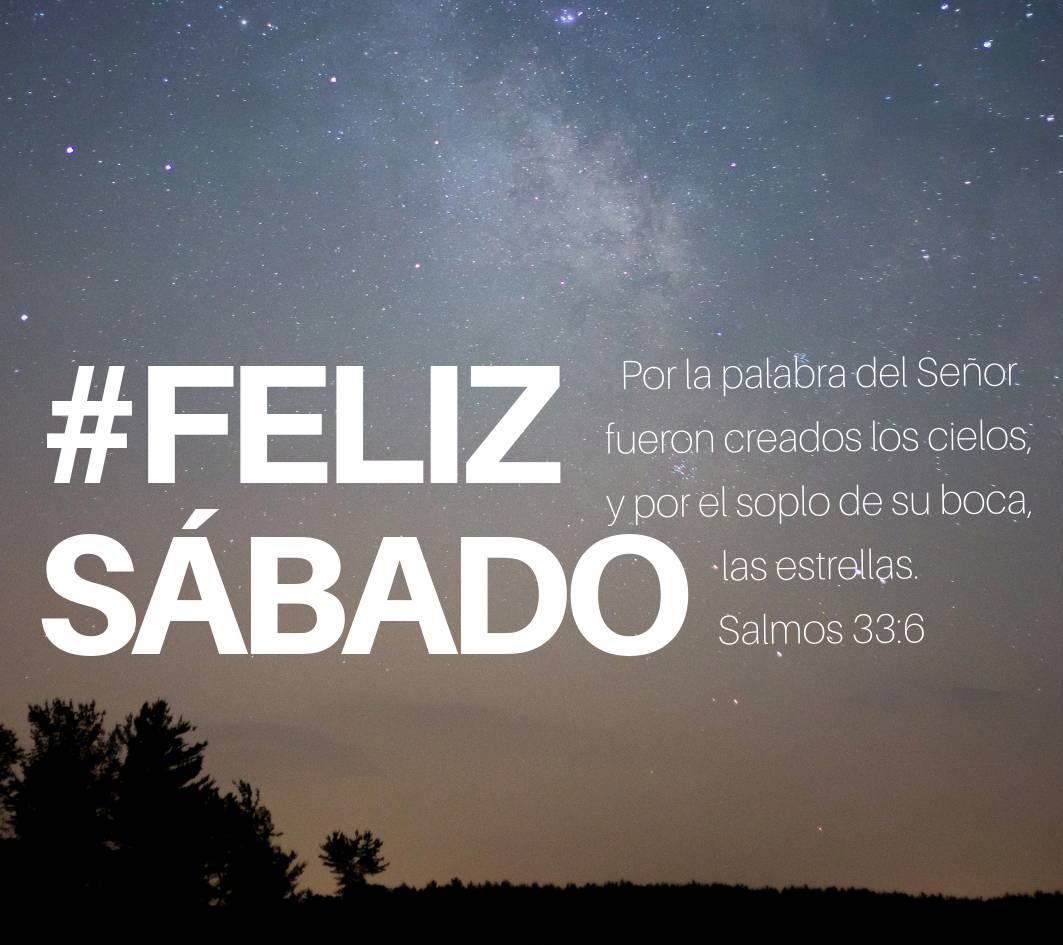 #FELIZ
SÁBADO
Por la palabra del Señor
fueron creados los cielos,
y por el soplo de su boca,
las estrellas.
Salmos 33:6